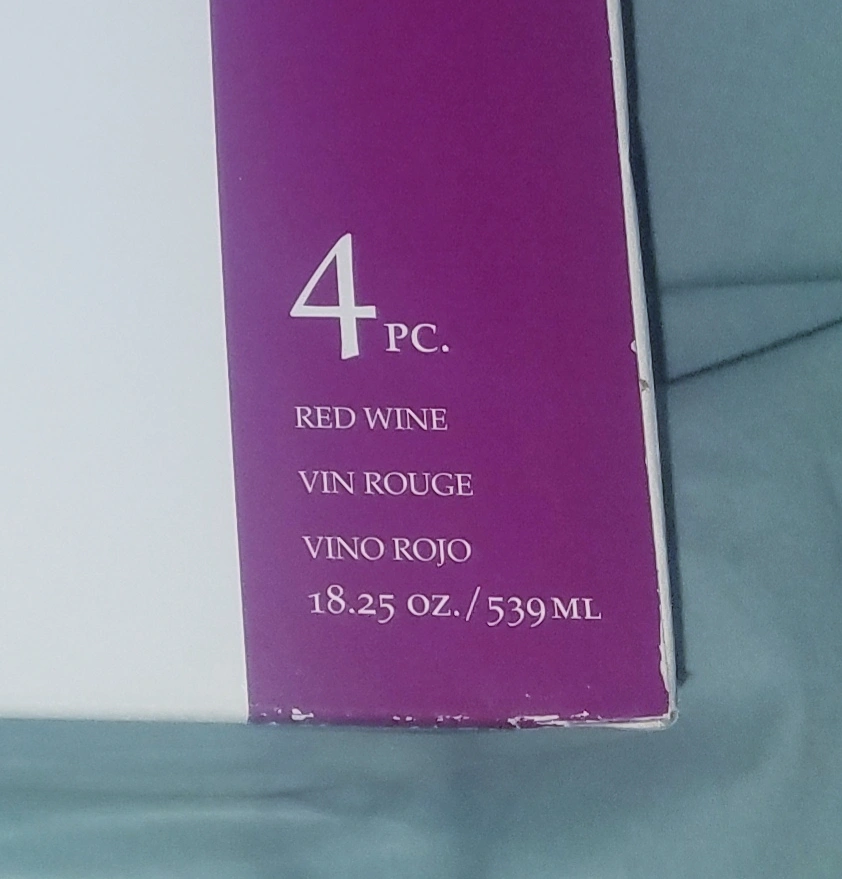 4 PC.
RED WINE
VIN ROUGE
VINO ROJO
18.25 OZ./539 ML